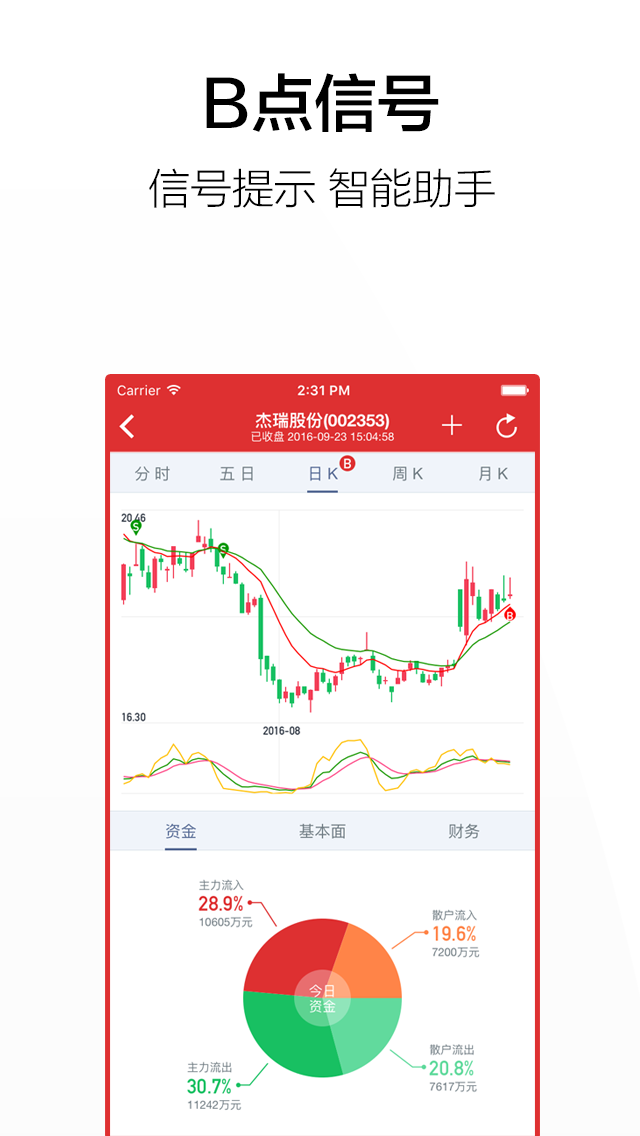 B点信号
信号提示 智能助手
Carrier 2:31 PM
杰瑞股份(002353)
已收盘 2016-09-23 15:04:58
分时 五日 日K B 周K 月K
20.46
S
S
B
16.30
2016-08
资金 基本面 财务
主力流入
28.9%
10605万元
散户流入
19.6%
7200万元
今日
资金
散户流出
20.8%
7617万元
主力流出
30.7%
11242万元